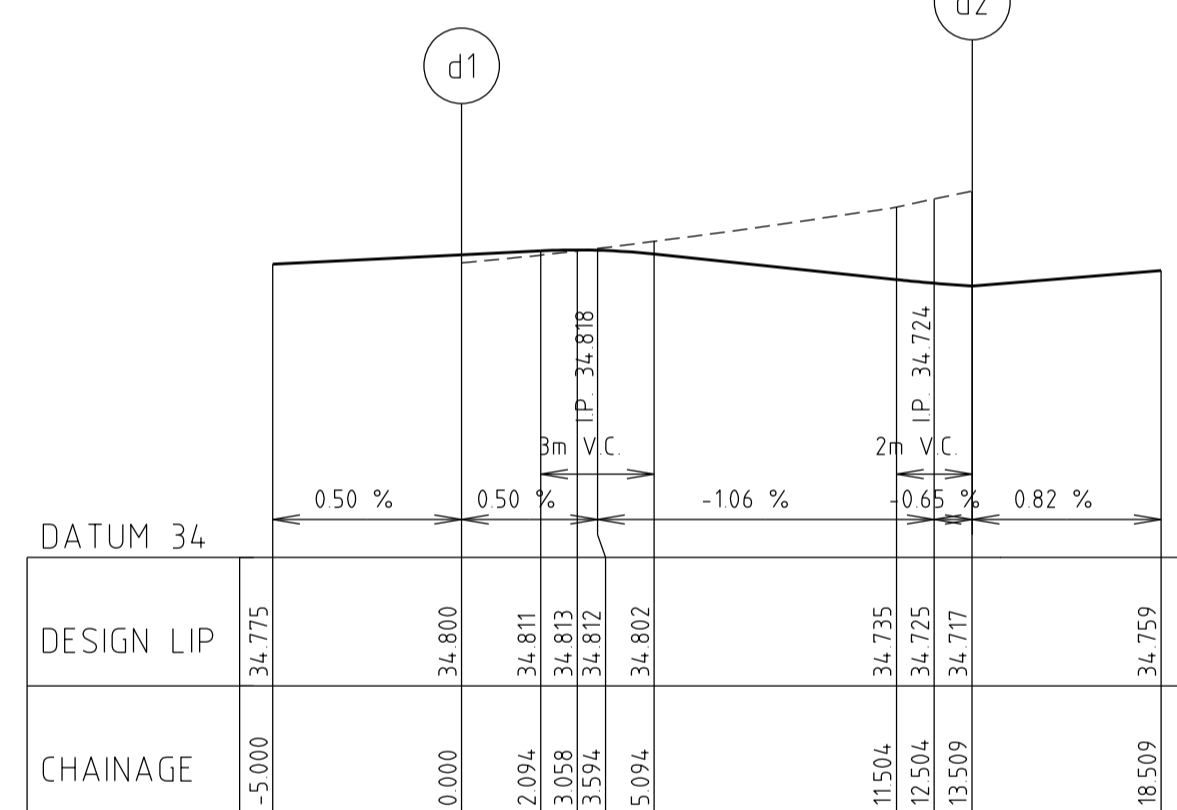 d2
d1
I.P. 34.818
I.P. 34.724
3m V.C.
2m V.C.
0.50 %
0.50 %
-1.06 %
-0.65 %
0.82 %
DATUM 34
DESIGN LIP
34.775
34.800
34.811
34.813
34.812
34.802
34.735
34.725
34.717
34.759
CHAINAGE
-5.000
0.000
2.094
3.058
3.594
5.094
11.504
12.504
13.509
18.509